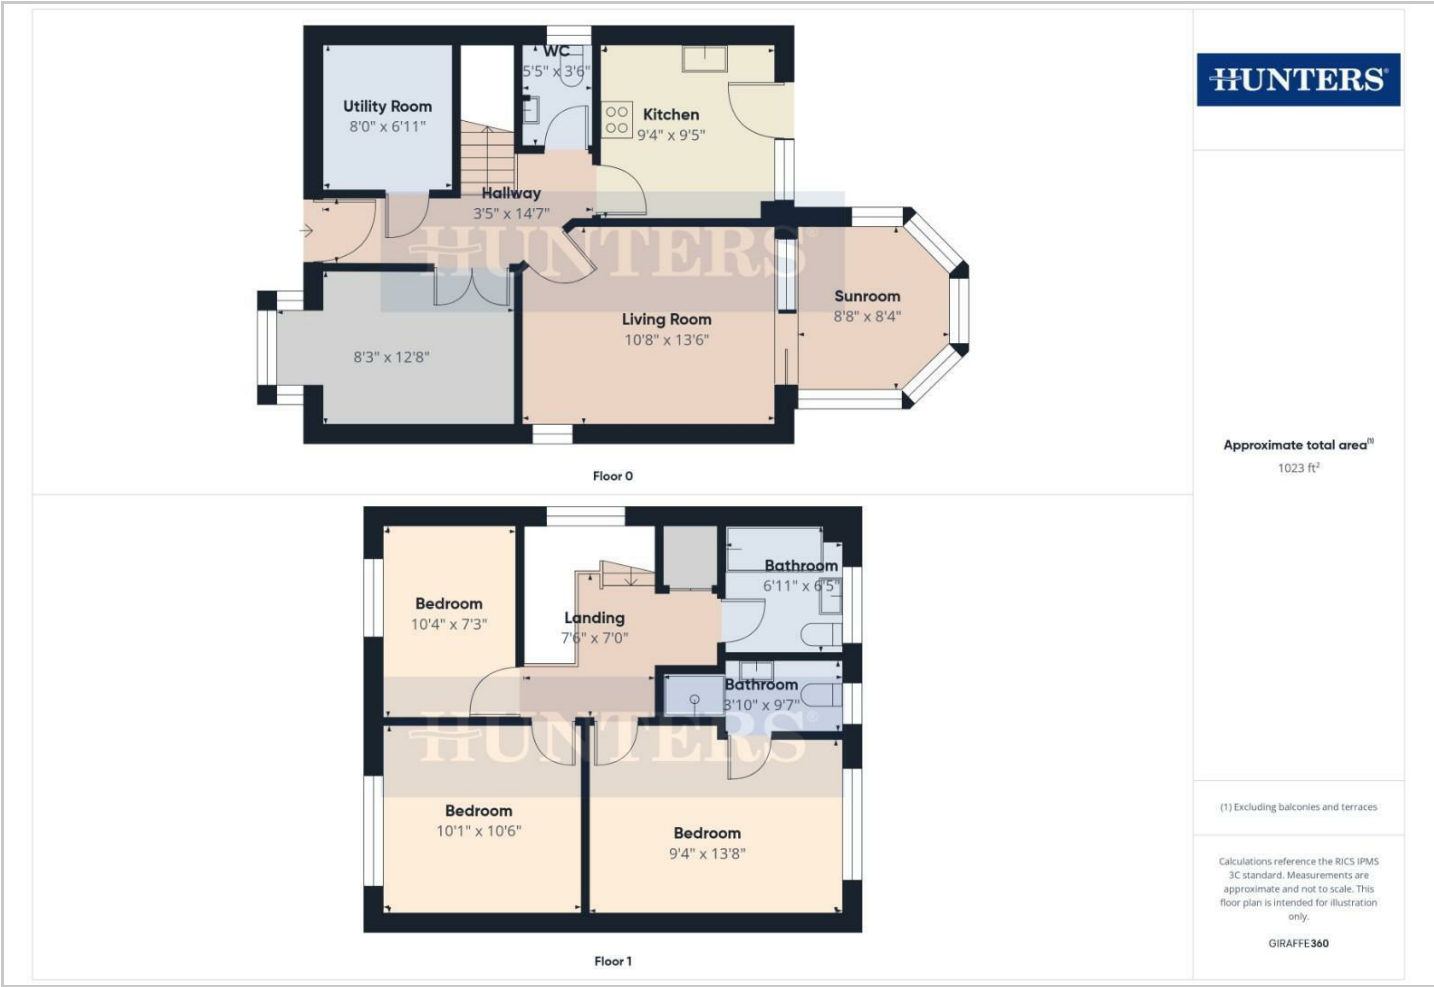 WC
5'5" x 3'6"
Utility Room
8'0" x 6'11"
Kitchen
9'4" x 9'5"
Hallway
3'5" x 14'7"
HUNTERS®
Sunroom
8'8" x 8'4"
Living Room
10'8" x 13'6"
8'3" x 12'8"
Floor 0
Bathroom
6'11" x 6'5"
Bedroom
10'4" x 7'3"
Landing
7'6" x 7'0"
Bathroom
3'10" x 9'7"
HUNTERS®
Bedroom
10'1" x 10'6"
Bedroom
9'4" x 13'8"
Floor 1
HUNTERS®
Approximate total area(1)
1023 ft²
(1) Excluding balconies and terraces
Calculations reference the RICS IPMS
3C standard. Measurements are
approximate and not to scale. This
floor plan is intended for illustration
only.
GIRAFFE360